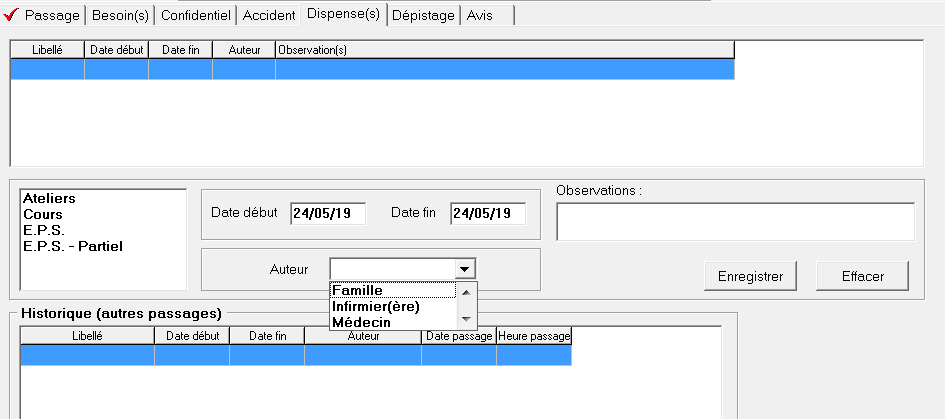 Passage Besoin(s) Confidentiel Accident Dispense(s) Dépistage Avis
Libellé Date début Date fin Auteur Observation(s)
Ateliers
Cours
E.P.S.
E.P.S. - Partiel
Date début 24/05/19 Date fin 24/05/19
Observations :
Auteur
Famille
Infirmier(ère)
Médecin
Enregistrer Effacer
Historique (autres passages)
Libellé Date début Date fin Auteur Date passage Heure passage